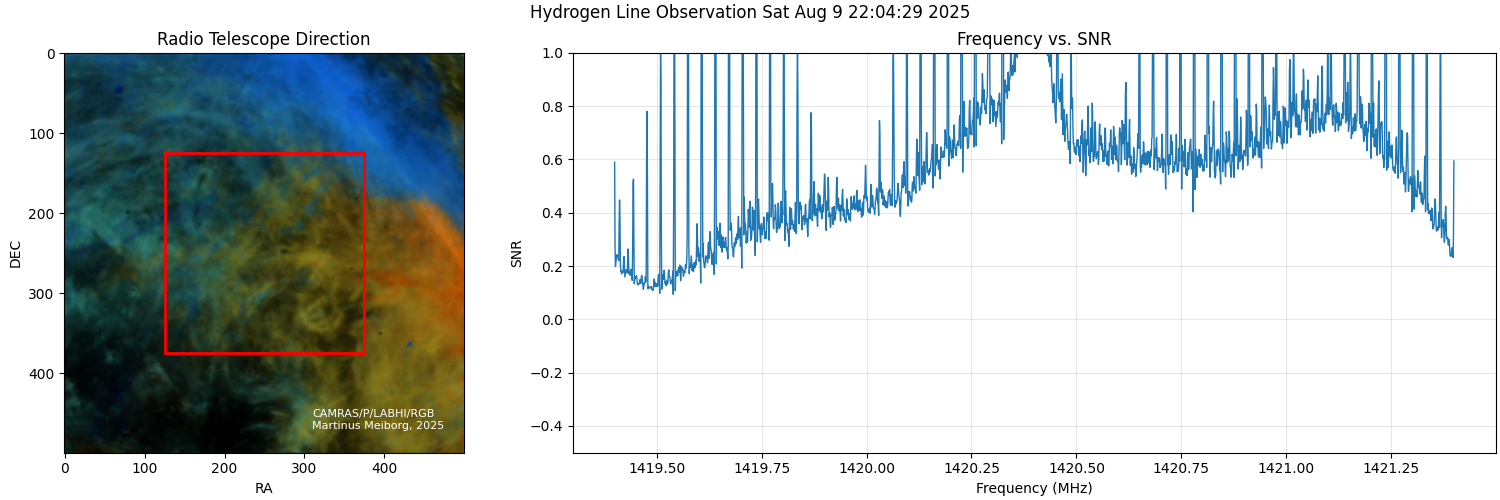 Hydrogen Line Observation Sat Aug 9 22:04:29 2025
Radio Telescope Direction
0
100
200
300
400
DEC
0 100 200 300 400
RA
CAMRAS/P/LABHI/RGB
Martinus Meiborg, 2025
Frequency vs. SNR
1.0
0.8
0.6
0.4
0.2
0.0
−0.2
−0.4
SNR
1419.50 1419.75 1420.00 1420.25 1420.50 1420.75 1421.00 1421.25
Frequency (MHz)